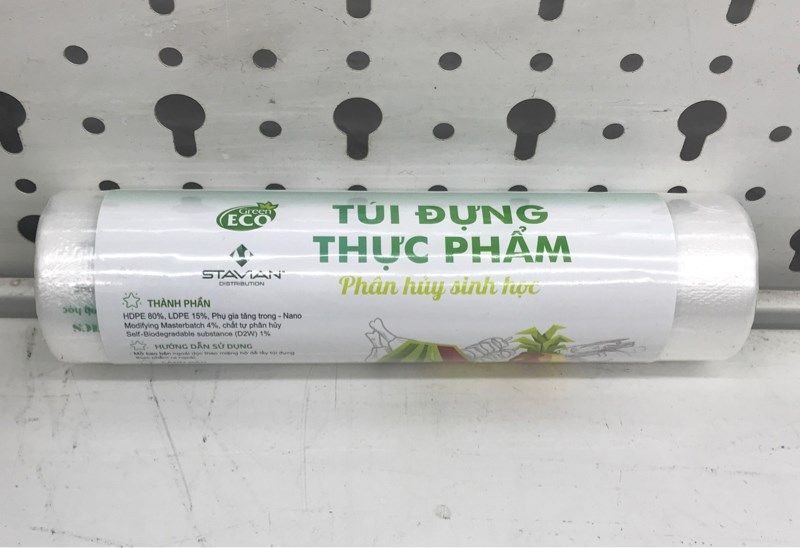 Green
ECO
STAVIAN
DISTRIBUTION
TÚI ĐỰNG
THỰC PHẨM
Phân hủy sinh học
THÀNH PHẦN
HDPE 80%, LDPE 15%, Phụ gia tăng trong - Nano
Modifying Masterbatch 4%, chất tự phân hủy
Self-Biodegradable substance (D2W) 1%
HƯỚNG DẪN SỬ DỤNG